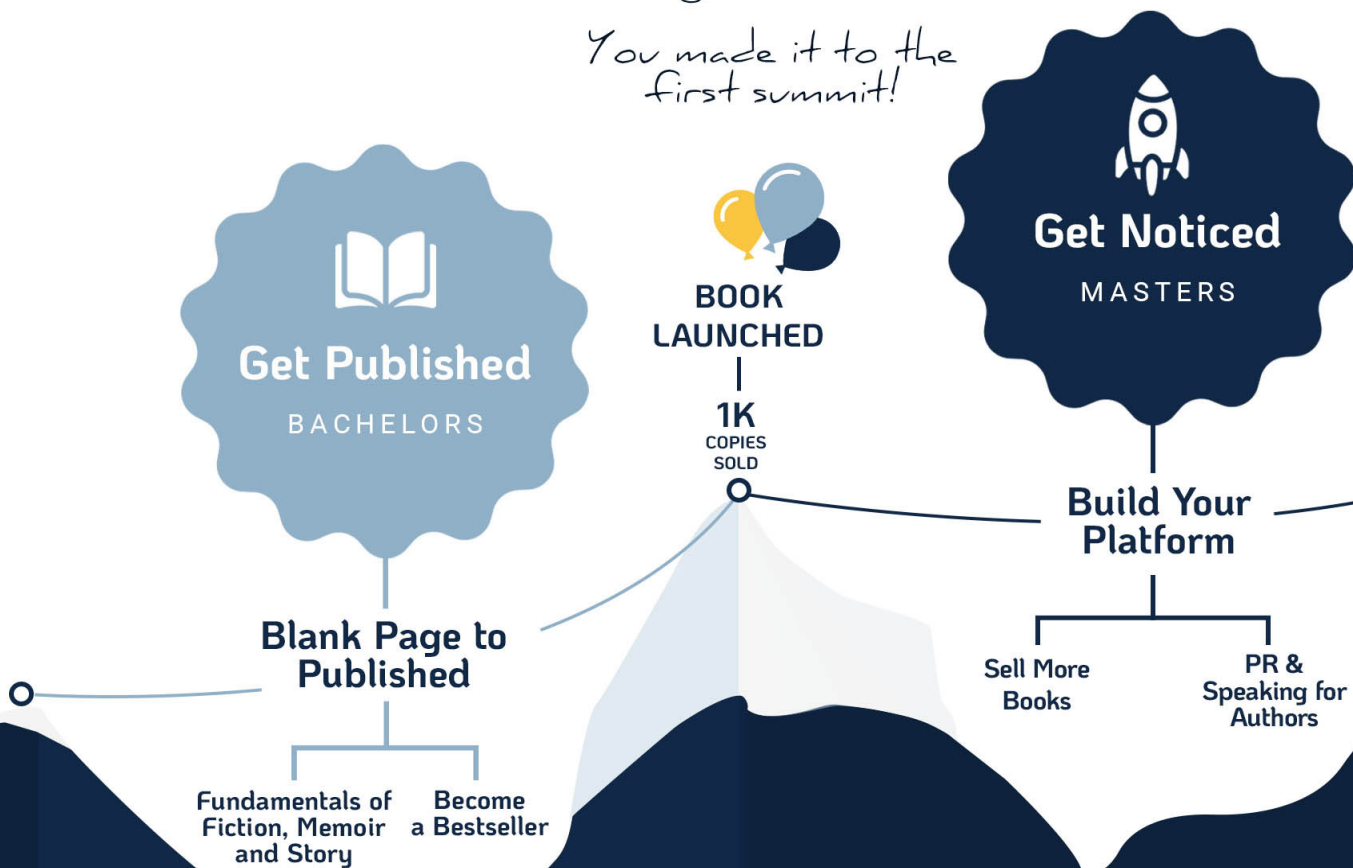 You made it to the
first summit!
Get Published
BACHELORS
Blank Page to
Published
Fundamentals of
Fiction, Memoir
and Story
Become
a Bestseller
BOOK
LAUNCHED
1K
COPIES
SOLD
Get Noticed
MASTERS
Build Your
Platform
Sell More
Books
PR &
Speaking for
Authors